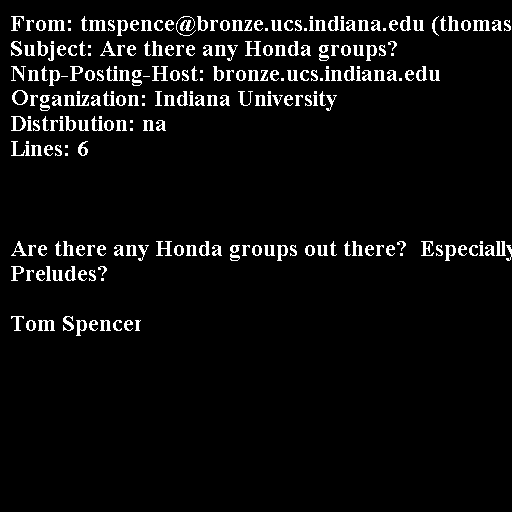 From: tmspence@bronze.ucs.indiana.edu (thomas
Subject: Are there any Honda groups?
Nntp-Posting-Host: bronze.ucs.indiana.edu
Organization: Indiana University
Distribution: na
Lines: 6
Are there any Honda groups out there?  Especially
Preludes?
Tom Spencer